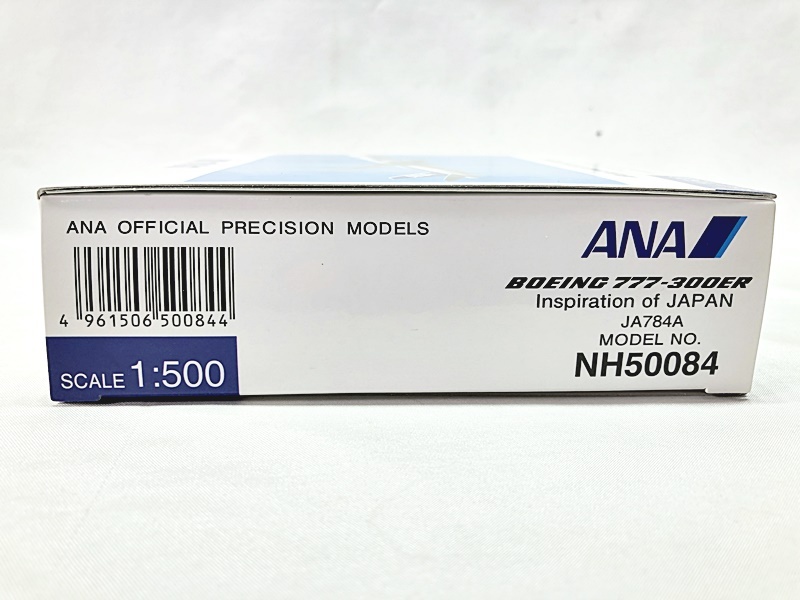 ANA OFFICIAL PRECISION MODELS
4 961506 500844
SCALE 1:500
ANA
BOEING 777-300ER
Inspiration of JAPAN
JA784A
MODEL NO.
NH50084